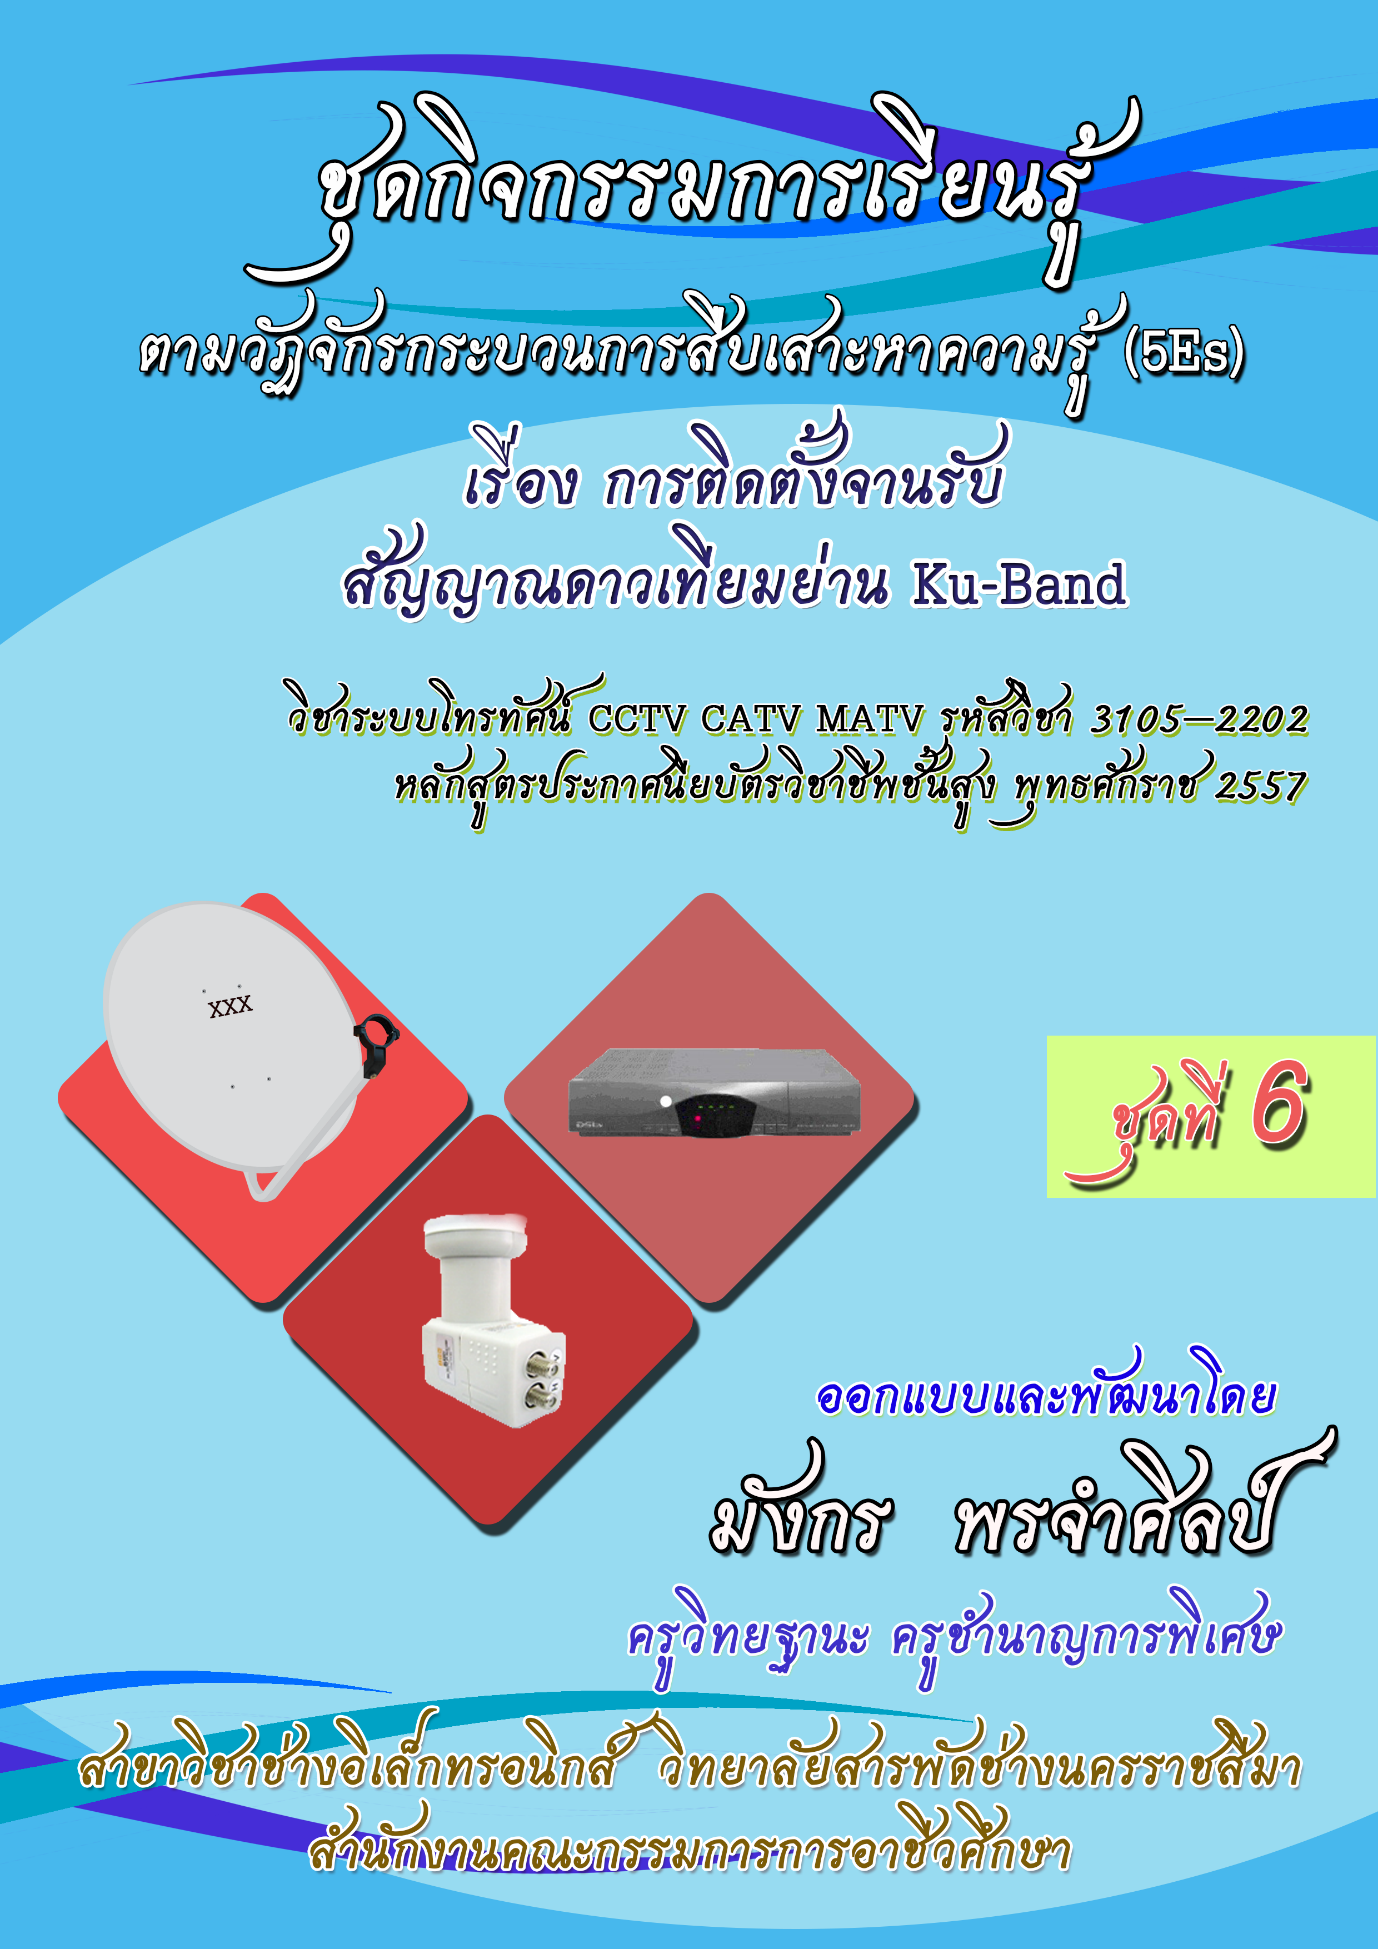 ชุดกิจกรรมการเรียนรู้
ตามวัฏจักรกระบวนการสืบเสาะหาความรู้ (5Es)
เรื่อง การติดตั้งจานรับ
สัญญาณดาวเทียมย่าน Ku-Band
วิชาระบบโทรทัศน์ CCTV CATV MATV รหัสวิชา 3105-2202
หลักสูตรประกาศนียบัตรวิชาชีพชั้นสูง พุทธศักราช 2557
XXX
ชุดที่ 6
V
H
ออกแบบและพัฒนาโดย
มังกร พรจำศิลป์
ครูวิทยฐานะ ครูชำนาญการพิเศษ
สาขาวิชาช่างอิเล็กทรอนิกส์ วิทยาลัยสารพัดช่างนครราชสีมา
สำนักงานคณะกรรมการการอาชีวศึกษา